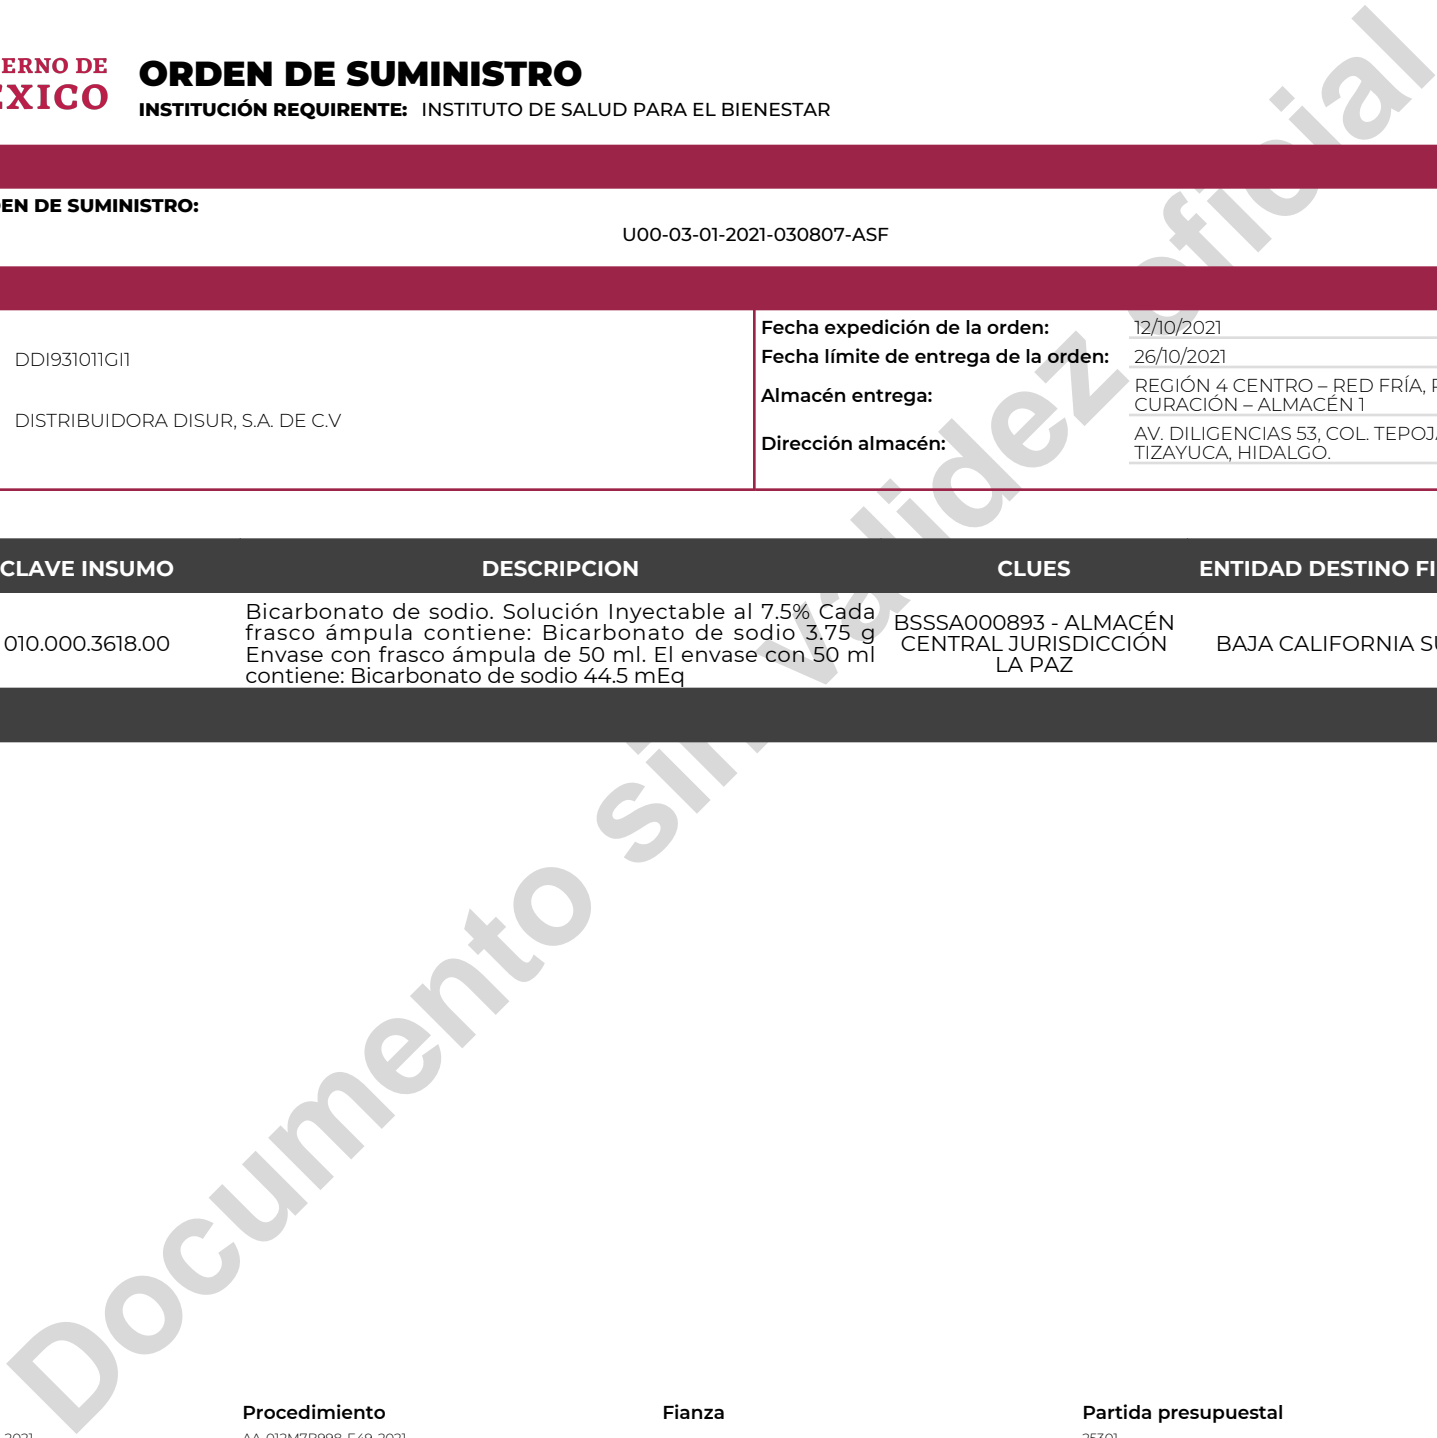 ERNO DE
ORDEN DE SUMINISTRO
EXICO
INSTITUCIÓN REQUIRENTE: INSTITUTO DE SALUD PARA EL BIENESTAR
EN DE SUMINISTRO:
U00-03-01-2021-030807-ASF
DDI931011GI1
DISTRIBUIDORA DISUR, S.A. DE C.V
Fecha expedición de la orden: 12/10/2021
Fecha límite de entrega de la orden: 26/10/2021
Almacén entrega: REGIÓN 4 CENTRO – RED FRÍA,
CURACIÓN – ALMACÉN 1
Dirección almacén: AV. DILIGENCIAS 53, COL. TEPOJ
TIZAYUCA, HIDALGO.
CLAVE INSUMO DESCRIPCION CLUES ENTIDAD DESTINO FI
010.000.3618.00
Bicarbonato de sodio. Solución Inyectable al 7.5% Cada
frasco ámpula contiene: Bicarbonato de sodio 3.75 g
Envase con frasco ámpula de 50 ml. El envase con 50 ml
contiene: Bicarbonato de sodio 44.5 mEq
BSSSA000893 - ALMACÉN
CENTRAL JURISDICCIÓN
LA PAZ
BAJA CALIFORNIA S
Documento sin validez oficial
Procedimiento Fianza Partida presupuestal